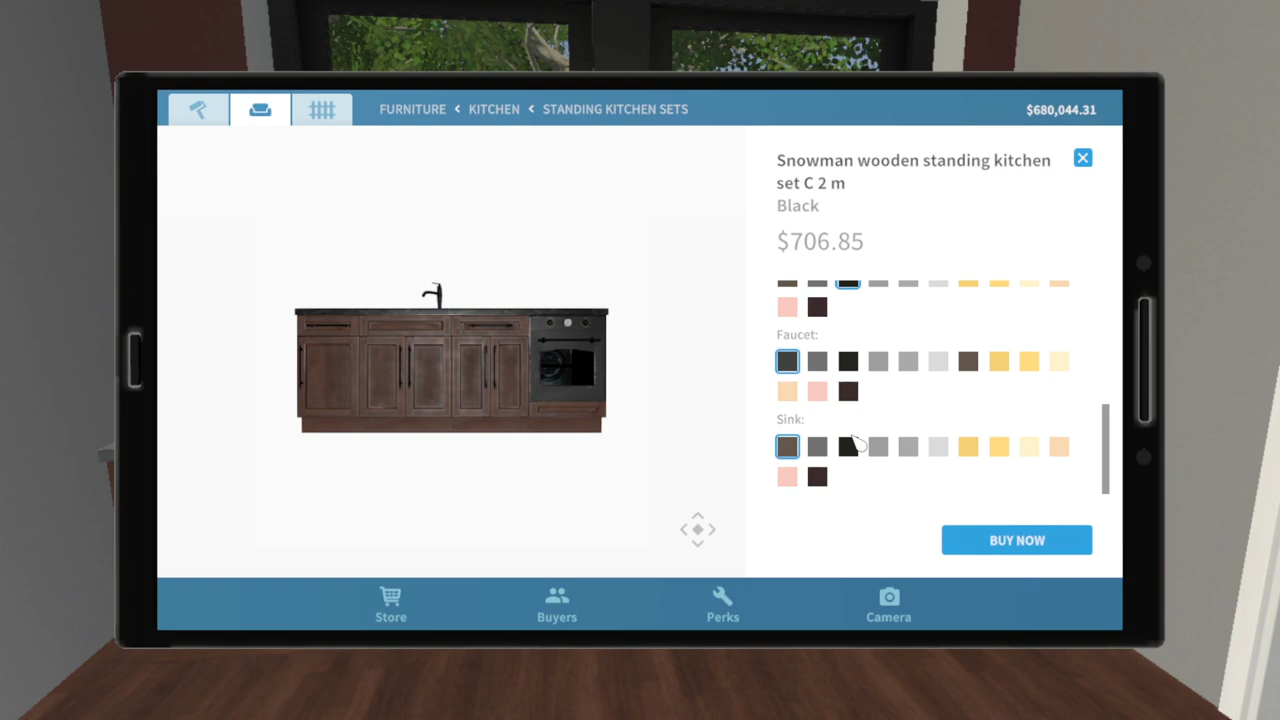 FURNITURE < KITCHEN < STANDING KITCHEN SETS
$680,044.31
Snowman wooden standing kitchen
set C 2 m
Black
$706.85
Faucet:
Sink:
BUY NOW
Store
Buyers
Perks
Camera